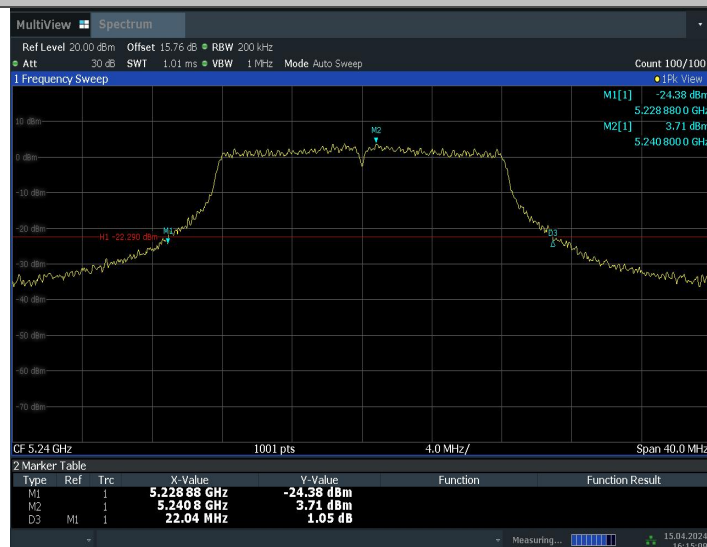 MultiView Spectrum
Ref Level 20.00 dBm Offset 15.76 dB RBW 200 kHz
Att 30 dB SWT 1.01 ms VBW 1 MHz Mode Auto Sweep Count 100/100
1 Frequency Sweep 1Pk View
M1[1] -24.38 dBm
5.228 880 0 GHz
M2[1] 3.71 dBm
5.240 800 0 GHz
M2
10 dBm
0 dBm
-10 dBm
-20 dBm
H1 -22.290 dBm M1 D3
-30 dBm
-40 dBm
-50 dBm
-60 dBm
-70 dBm
CF 5.24 GHz 1001 pts 4.0 MHz/ Span 40.0 MHz
2 Marker Table
Type Ref Trc X-Value Y-Value Function Function Result
M1 1 5.228 88 GHz -24.38 dBm
M2 1 5.240 8 GHz 3.71 dBm
D3 M1 1 22.04 MHz 1.05 dB
Measuring... 15.04.2024
16:15:00